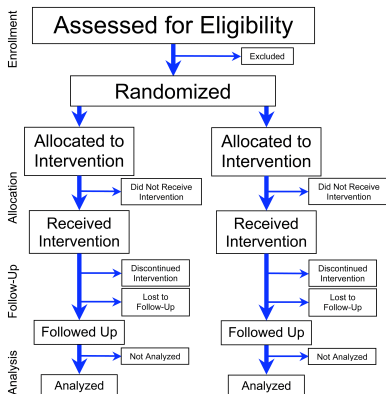 Enrollment
Assessed for Eligibility
Excluded
Randomized
Allocation
Allocated to
Intervention
Allocated to
Intervention
Did Not Receive
Intervention
Did Not Receive
Intervention
Received
Intervention
Received
Intervention
Follow-Up
Discontinued
Intervention
Discontinued
Intervention
Lost to
Follow-Up
Lost to
Follow-Up
Followed Up
Followed Up
Analysis
Not Analyzed
Not Analyzed
Analyzed
Analyzed